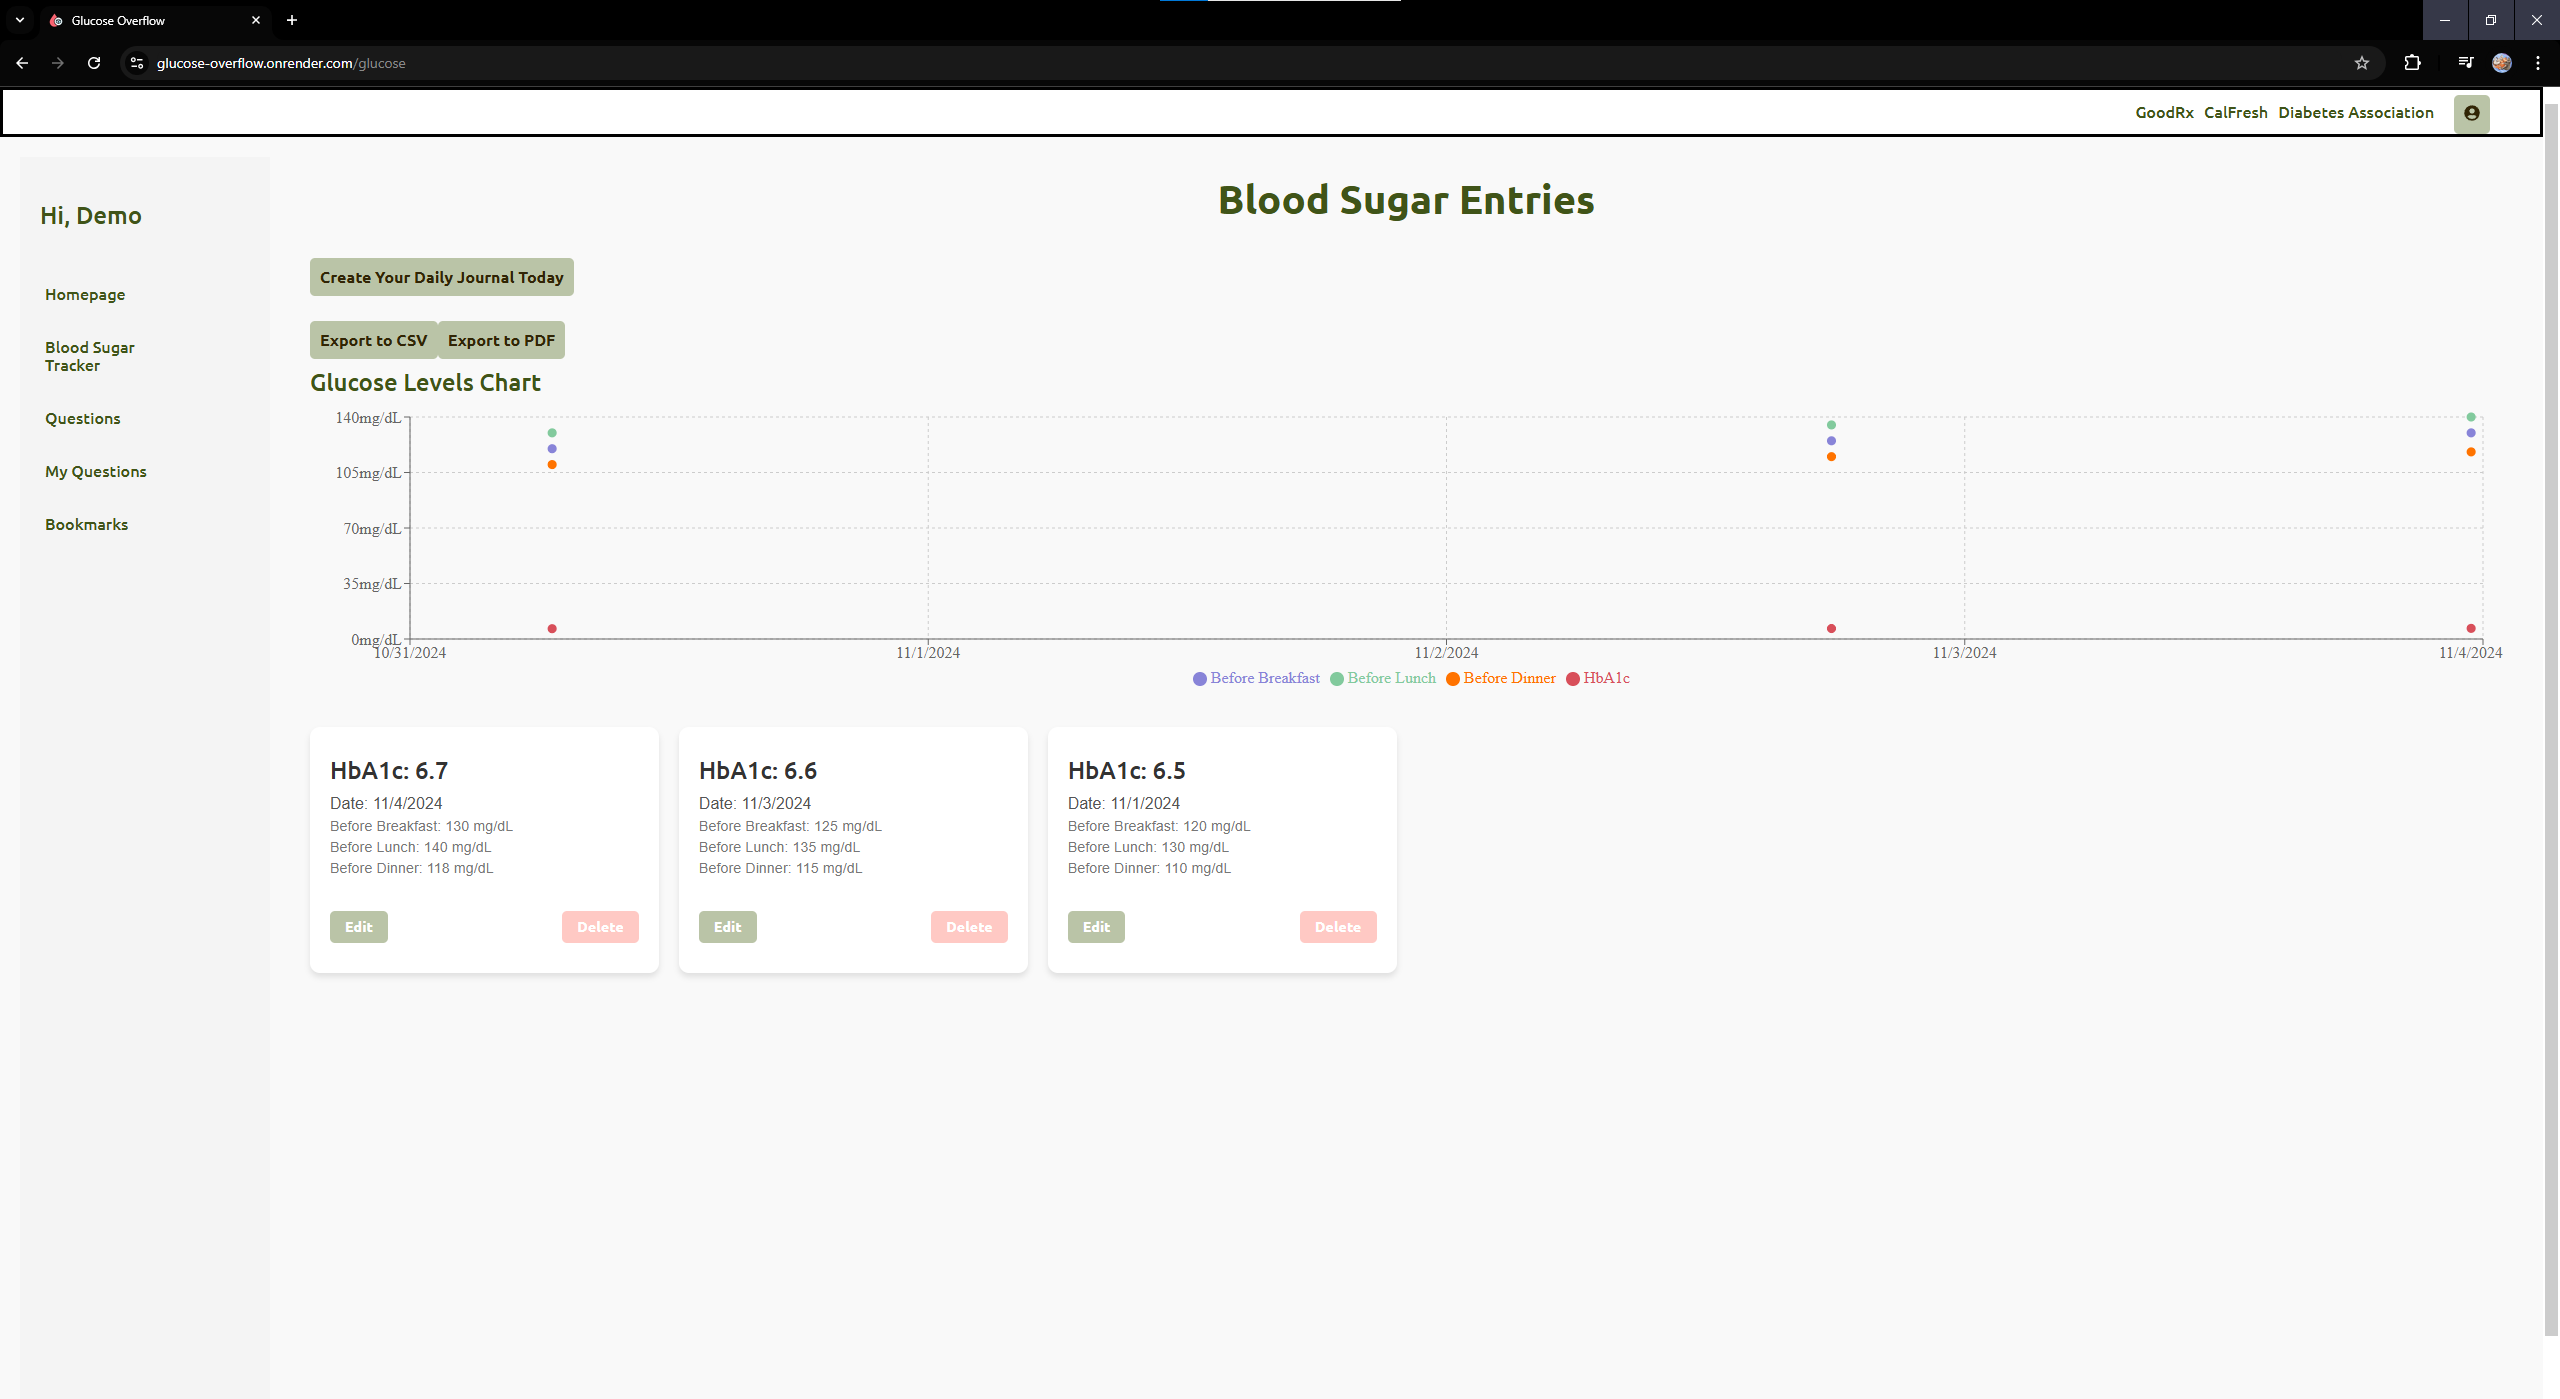 Glucose Overflow
glucose-overflow.onrender.com/glucose
GoodRx CalFresh Diabetes Association
Hi, Demo
Homepage
Blood Sugar
Tracker
Questions
My Questions
Bookmarks
Blood Sugar Entries
Create Your Daily Journal Today
Export to CSV Export to PDF
Glucose Levels Chart
140mg/dL
105mg/dL
70mg/dL
35mg/dL
0mg/dL
10/31/2024 11/1/2024 11/2/2024 11/3/2024 11/4/2024
Before Breakfast Before Lunch Before Dinner HbA1c
HbA1c: 6.7
Date: 11/4/2024
Before Breakfast: 130 mg/dL
Before Lunch: 140 mg/dL
Before Dinner: 118 mg/dL
Edit Delete
HbA1c: 6.6
Date: 11/3/2024
Before Breakfast: 125 mg/dL
Before Lunch: 135 mg/dL
Before Dinner: 115 mg/dL
Edit Delete
HbA1c: 6.5
Date: 11/1/2024
Before Breakfast: 120 mg/dL
Before Lunch: 130 mg/dL
Before Dinner: 110 mg/dL
Edit Delete